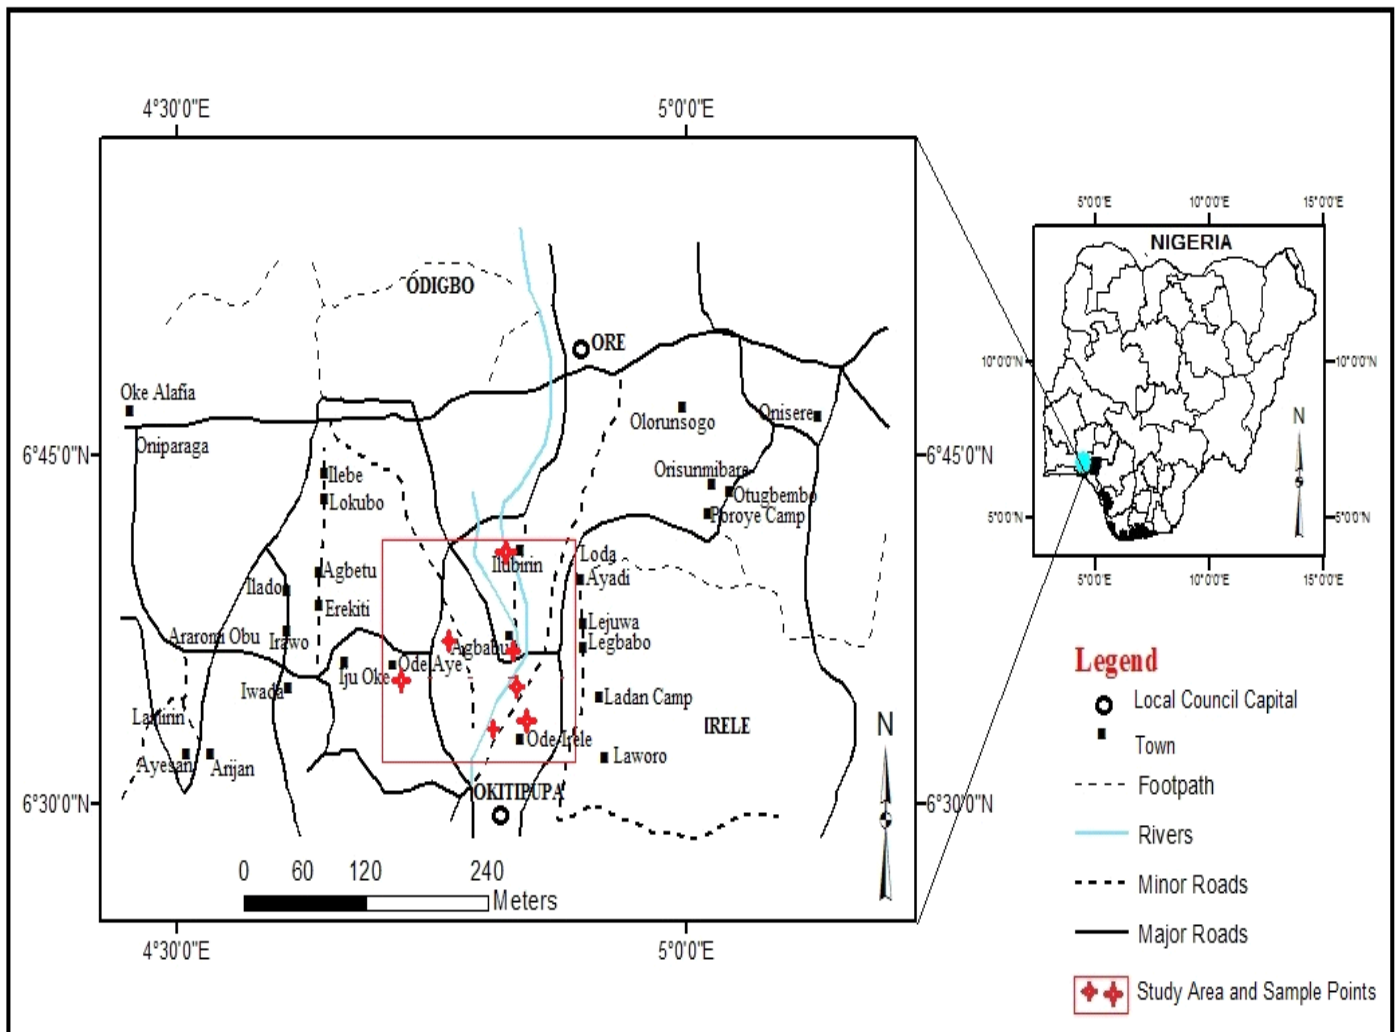 4°30'0"E
5°0'0"E
ODIGBO
ORE
Oke Alafia
Oniparaga
Olorunsogo
Onisere
6°45'0"N
6°45'0"N
Orisunmibare
Ilebe
Lokubo
Otugbembo
Poroye Camp
Ilubirin
Loda
Ayadi
Agbetu
Ilado
Erekiti
Lejuwa
Legbabo
Araromi Obu
Irawo
Agbabu
Ode Aye
Iju Oke
Iwada
Ladan Camp
Lamirin
IRELE
Ode-Irele
Laworo
Ayesan
Arijan
OKITIPUPA
6°30'0"N
6°30'0"N
N
0 60 120 240
Meters
4°30'0"E
5°0'0"E
5°0'0"E 10°0'0"E 15°0'0"E
NIGERIA
10°0'0"N
10°0'0"N
N
5°0'0"N
5°0'0"N
5°0'0"E 10°0'0"E 15°0'0"E
Legend
Local Council Capital
Town
Footpath
Rivers
Minor Roads
Major Roads
Study Area and Sample Points